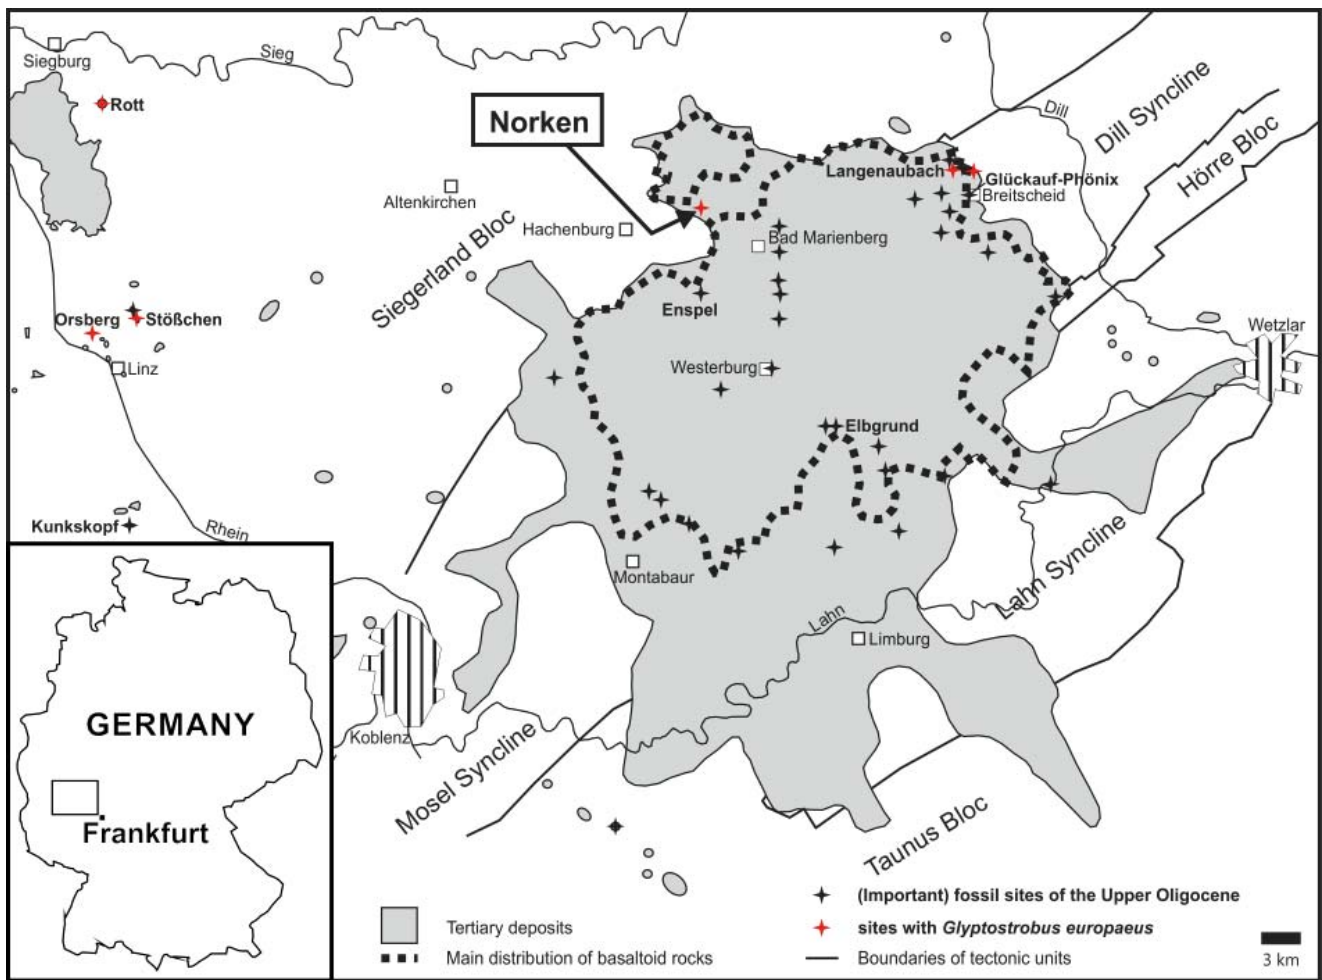 Siegburg
Sieg
Rott
Norken
Dill
Dill Syncline
Hörre Bloc
Langenaubach
Glückauf-Phönix
Breitscheid
Altenkirchen
Hachenburg
Bad Marienberg
Siegerland Bloc
Enspel
Orsberg
Stößchen
Linz
Wetzlar
Westerburg
Elbgrund
Kunkskopf
Rhein
Montabaur
Lahn Syncline
Lahn
Limburg
Koblenz
Mosel Syncline
Taunus Bloc
GERMANY
Frankfurt
Tertiary deposits
Main distribution of basaltoid rocks
(Important) fossil sites of the Upper Oligocene
sites with Glyptostrobus europaeus
Boundaries of tectonic units
3 km